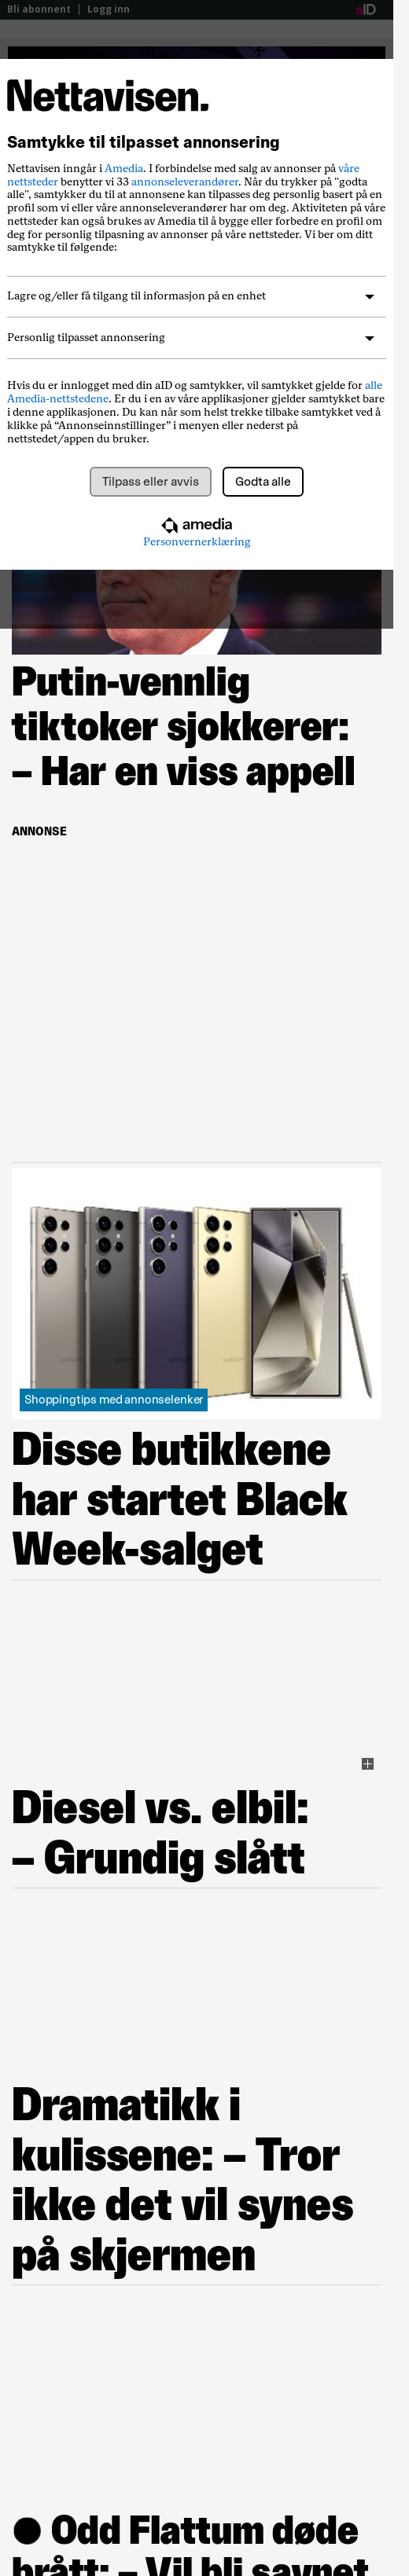 Bli abonnent | Logg inn
aID
Nettavisen.
Samtykke til tilpasset annonsering
Nettavisen inngår i Amedia. I forbindelse med salg av annonser på våre
nettsteder benytter vi 33 annonseleverandører. Når du trykker på "godta
alle", samtykker du til at annonsene kan tilpasses deg personlig basert på en
profil som vi eller våre annonseleverandører har om deg. Aktiviteten på våre
nettsteder kan også brukes av Amedia til å bygge eller forbedre en profil om
deg for personlig tilpasning av annonser på våre nettsteder. Vi ber om ditt
samtykke til følgende:
Lagre og/eller få tilgang til informasjon på en enhet
Personlig tilpasset annonsering
Hvis du er innlogget med din aID og samtykker, vil samtykket gjelde for alle
Amedia-nettstedene. Er du i en av våre applikasjoner gjelder samtykket bare
i denne applikasjonen. Du kan når som helst trekke tilbake samtykket ved å
klikke på “Annonseinnstillinger” i menyen eller nederst på
nettstedet/appen du bruker.
Tilpass eller avvis
Godta alle
amedia
Personvernerklæring
Putin-vennlig
tiktoker sjokkerer:
– Har en viss appell
ANNONSE
Shoppingtips med annonselenker
Disse butikkene
har startet Black
Week-salget
Diesel vs. elbil:
– Grundig slått
Dramatikk i
kulissene: – Tror
ikke det vil synes
på skjermen
● Odd Flattum døde
brått: – Vil bli savnet